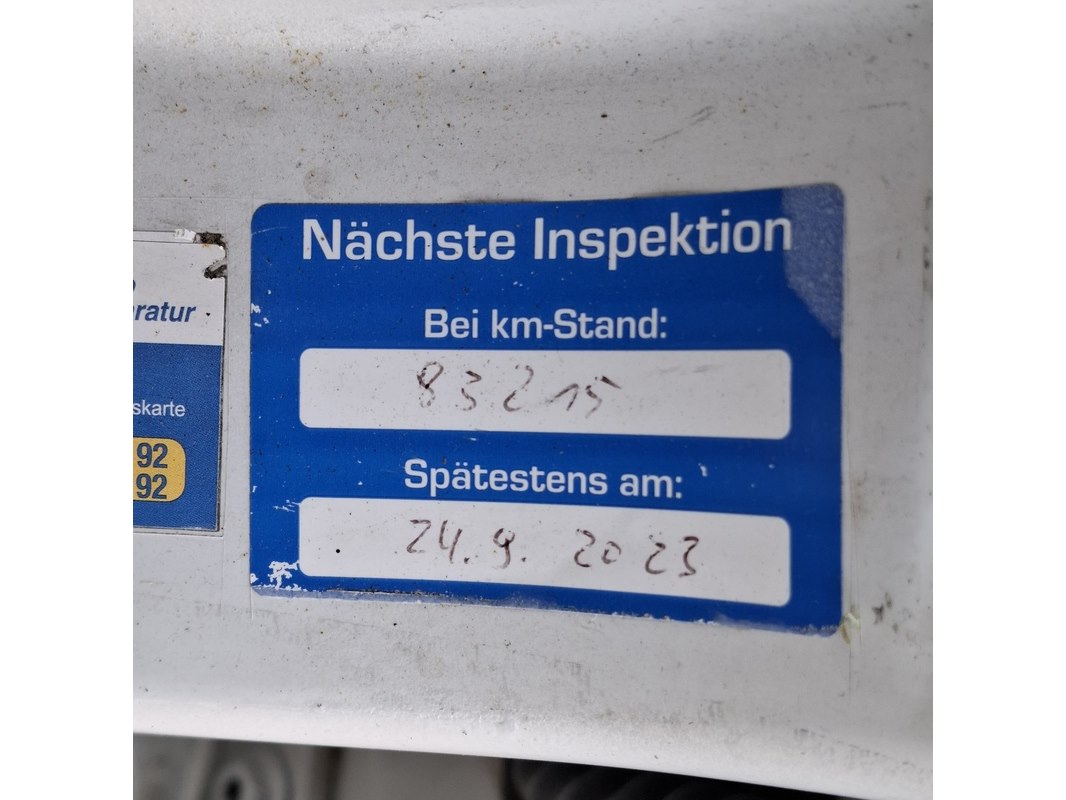 Nächste Inspektion
Bei km-Stand:
83215
Spätestens am:
24.9.2023
ratur
skarte
92
92